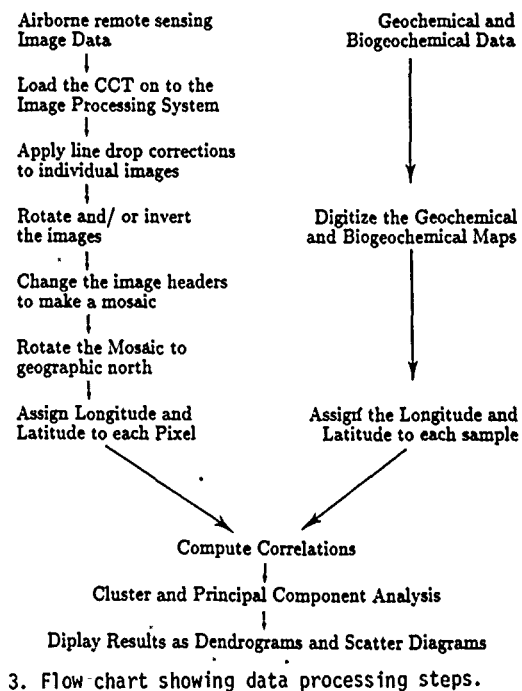 Airborne remote sensing
Image Data
Load the CCT on to the
Image Processing System
Apply line drop corrections
to individual images
Rotate and/ or invert
the images
Change the image headers
to make a mosaic
Rotate the Mosaic to
geographic north
Assign Longitude and
Latitude to each Pixel
Geochemical and
Biogeochemical Data
Digitize the Geochemical
and Biogeochemical Maps
Assign the Longitude and
Latitude to each sample
Compute Correlations
Cluster and Principal Component Analysis
Diplay Results as Dendrograms and Scatter Diagrams
3. Flow chart showing data processing steps.